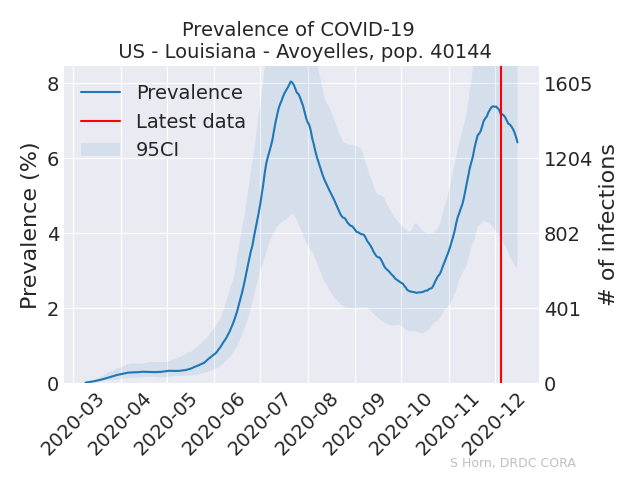 Prevalence of COVID-19
US - Louisiana - Avoyelles, pop. 40144
Prevalence
Latest data
95CI
Prevalence (%)
8
6
4
2
0
1605
1204
802
401
0
# of infections
2020-03
2020-04
2020-05
2020-06
2020-07
2020-08
2020-09
2020-10
2020-11
2020-12
S Horn, DRDC CORA